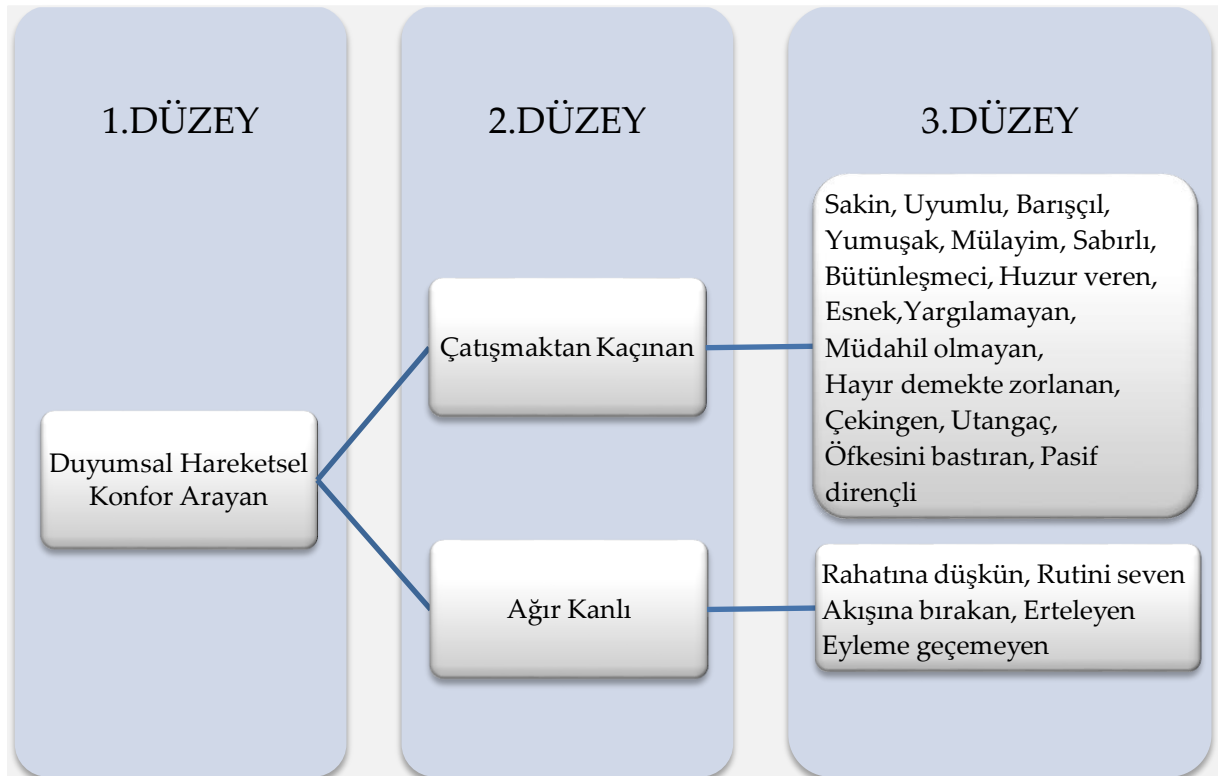 1.DÜZEY
2.DÜZEY
3.DÜZEY
Duyumsal Hareketsel
Konfor Arayan
Çatışmaktan Kaçınan
Ağır Kanlı
Sakin, Uyumlu, Barışçıl,
Yumuşak, Mülayim, Sabırlı,
Bütünleşmeci, Huzur veren,
Esnek,Yargılamayan,
Müdahil olmayan,
Hayır demekte zorlanan,
Çekingen, Utangaç,
Öfkesini bastıran, Pasif
dirençli
Rahatına düşkün, Rutini seven
Akışına bırakan, Erteleyen
Eyleme geçemeyen